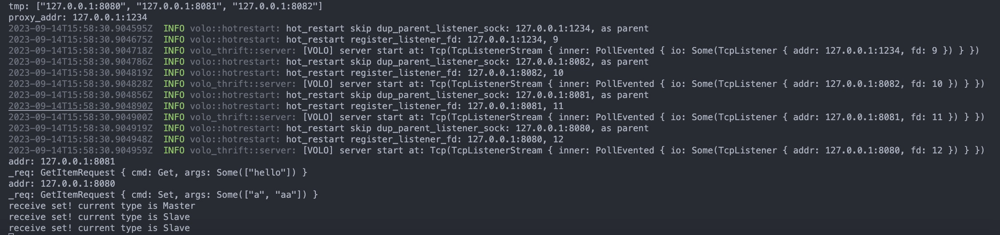 tmp: ["127.0.0.1:8080", "127.0.0.1:8081", "127.0.0.1:8082"]
proxy_addr: 127.0.0.1:1234
2023-09-14T15:58:30.904595Z  INFO volo::hotrestart: hot_restart skip dup_parent_listener_sock: 127.0.0.1:1234, as parent
2023-09-14T15:58:30.904675Z  INFO volo::hotrestart: hot_restart register_listener_fd: 127.0.0.1:1234, 9
2023-09-14T15:58:30.904718Z  INFO volo_thrift::server: [VOLO] server start at: Tcp(TcpListenerStream { inner: PollEvented { io: Some(TcpListener { addr: 127.0.0.1:1234, fd: 9 }) } })
2023-09-14T15:58:30.904786Z  INFO volo::hotrestart: hot_restart skip dup_parent_listener_sock: 127.0.0.1:8082, as parent
2023-09-14T15:58:30.904819Z  INFO volo::hotrestart: hot_restart register_listener_fd: 127.0.0.1:8082, 10
2023-09-14T15:58:30.904828Z  INFO volo_thrift::server: [VOLO] server start at: Tcp(TcpListenerStream { inner: PollEvented { io: Some(TcpListener { addr: 127.0.0.1:8082, fd: 10 }) } })
2023-09-14T15:58:30.904856Z  INFO volo::hotrestart: hot_restart skip dup_parent_listener_sock: 127.0.0.1:8081, as parent
2023-09-14T15:58:30.904890Z  INFO volo::hotrestart: hot_restart register_listener_fd: 127.0.0.1:8081, 11
2023-09-14T15:58:30.904900Z  INFO volo_thrift::server: [VOLO] server start at: Tcp(TcpListenerStream { inner: PollEvented { io: Some(TcpListener { addr: 127.0.0.1:8081, fd: 11 }) } })
2023-09-14T15:58:30.904919Z  INFO volo::hotrestart: hot_restart skip dup_parent_listener_sock: 127.0.0.1:8080, as parent
2023-09-14T15:58:30.904948Z  INFO volo::hotrestart: hot_restart register_listener_fd: 127.0.0.1:8080, 12
2023-09-14T15:58:30.904959Z  INFO volo_thrift::server: [VOLO] server start at: Tcp(TcpListenerStream { inner: PollEvented { io: Some(TcpListener { addr: 127.0.0.1:8080, fd: 12 }) } })
addr: 127.0.0.1:8081
_req: GetItemRequest { cmd: Get, args: Some(["hello"]) }
addr: 127.0.0.1:8080
_req: GetItemRequest { cmd: Set, args: Some(["a", "aa"]) }
receive set! current type is Master
receive set! current type is Slave
receive set! current type is Slave